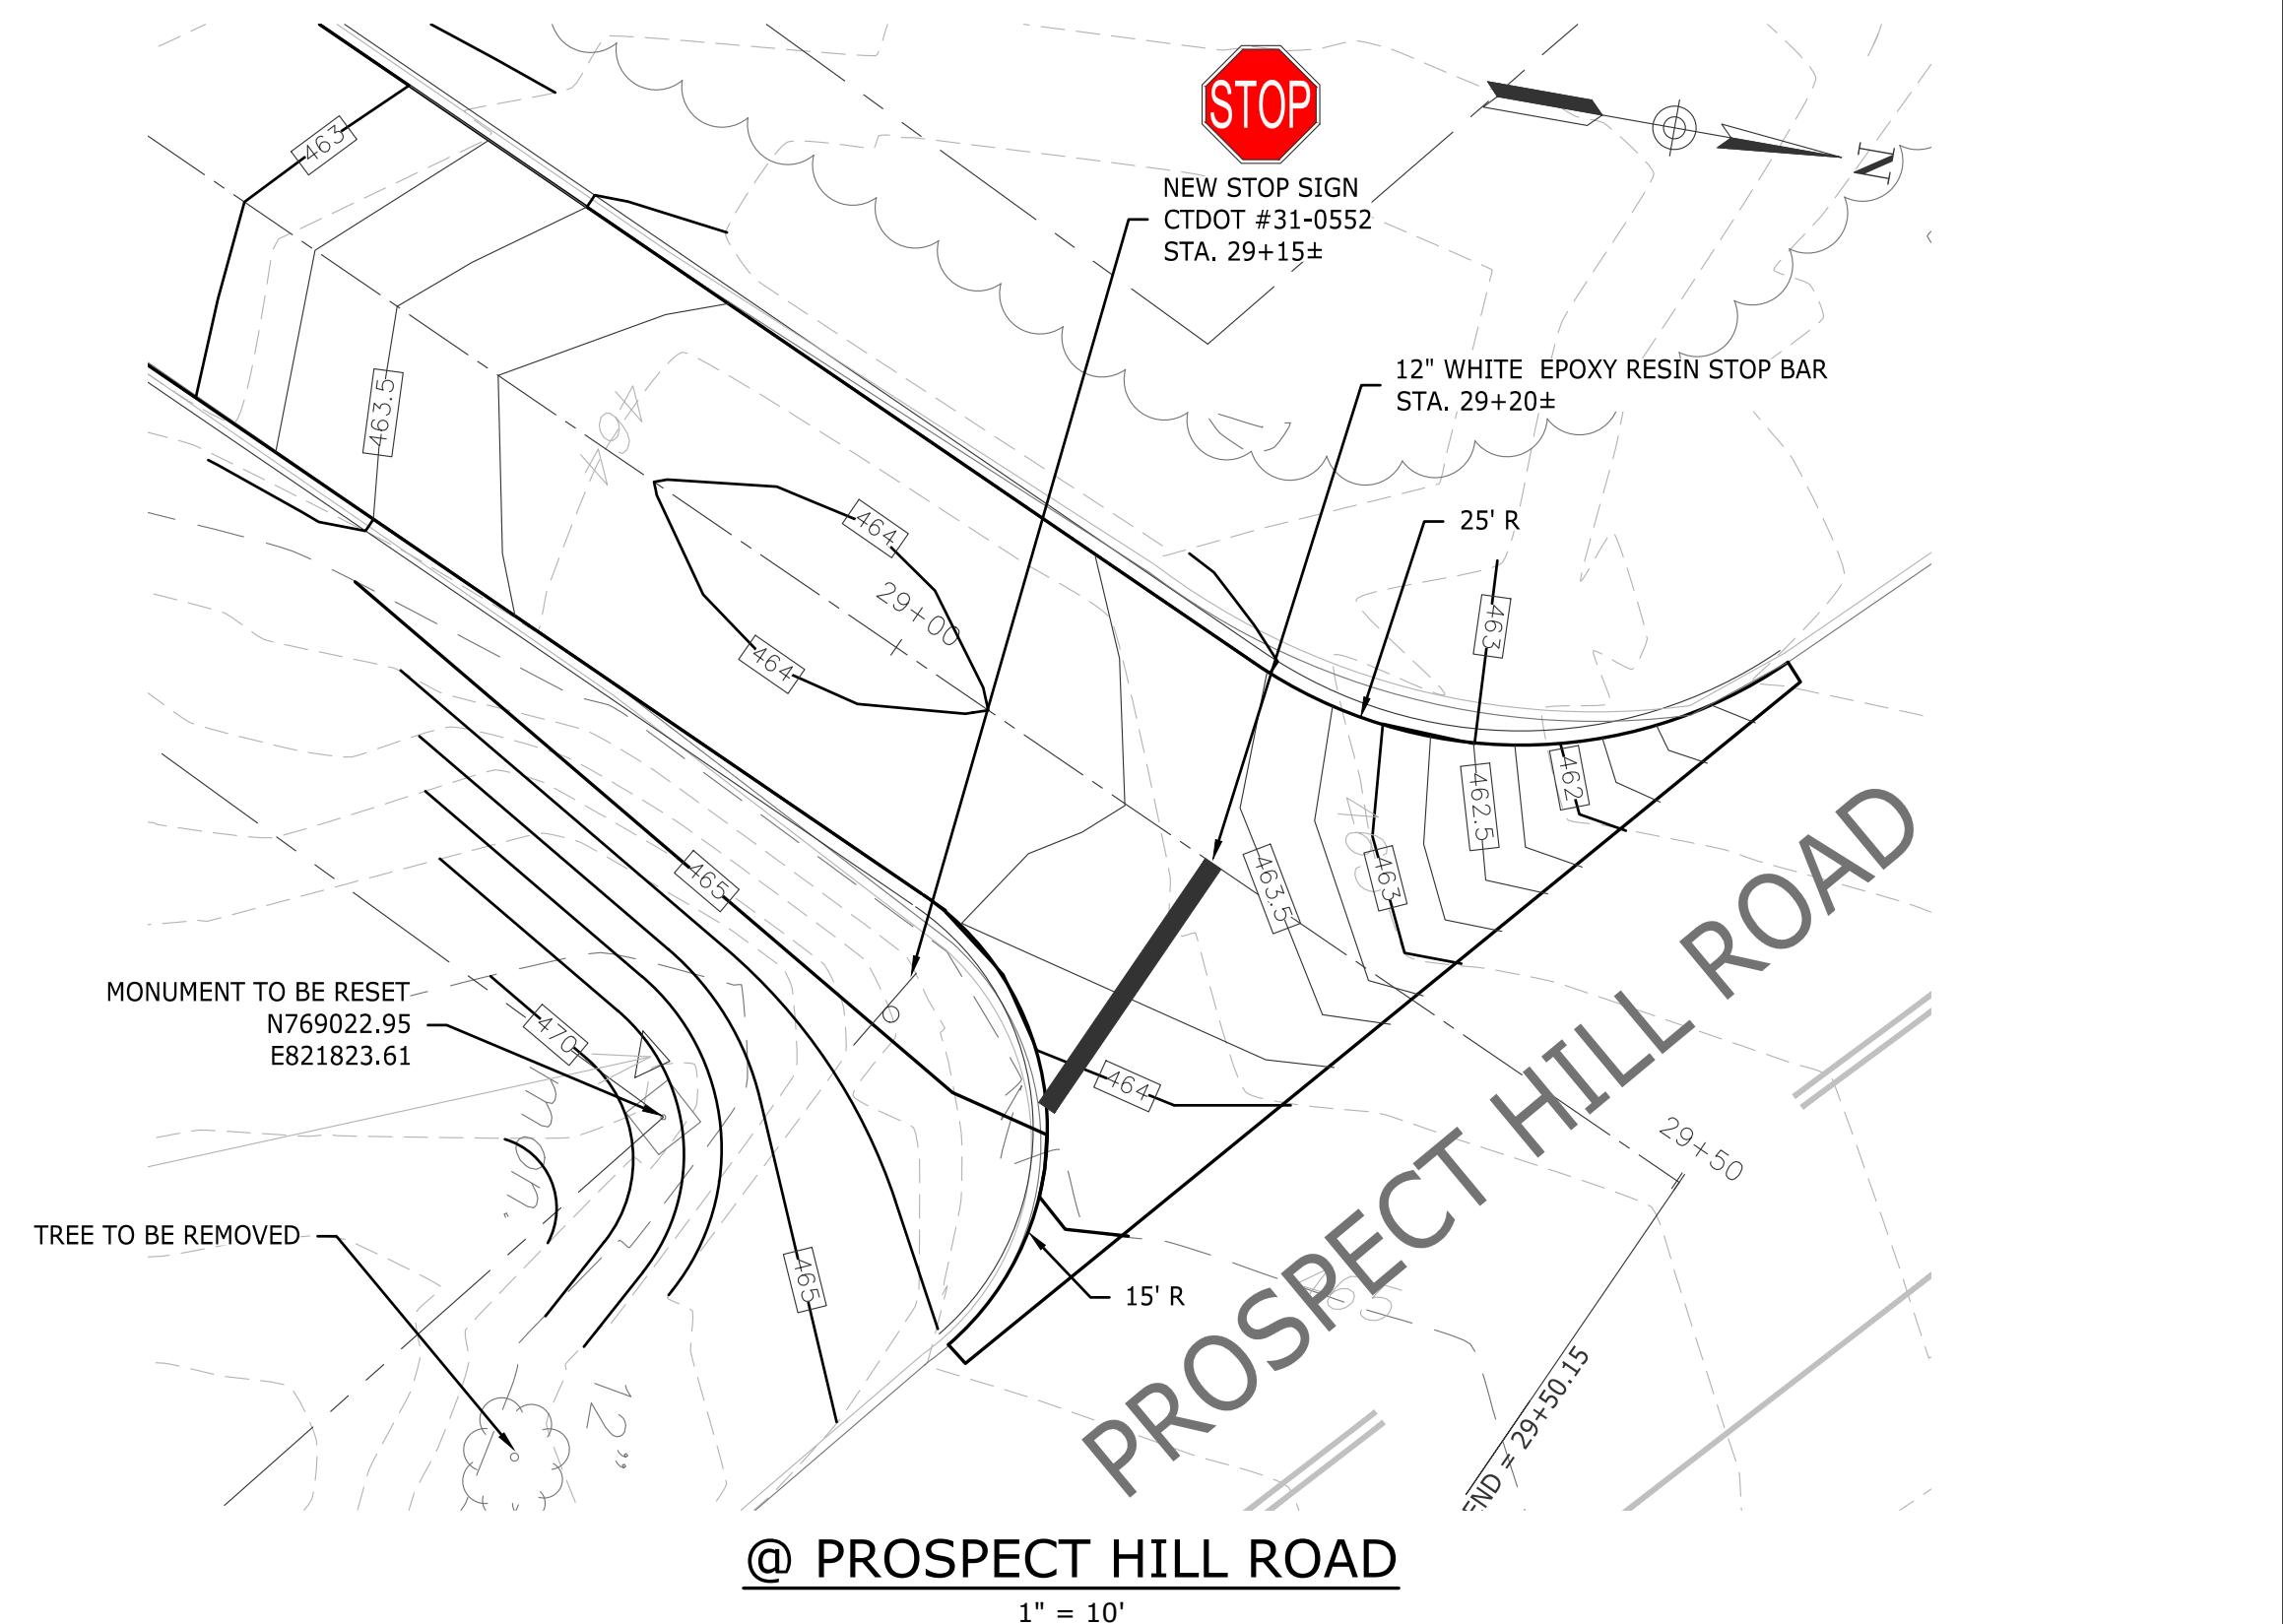 STOP
N
NEW STOP SIGN
CTDOT #31-0552
STA. 29+15±
463
12" WHITE EPOXY RESIN STOP BAR
STA. 29+20±
463.5
464
464
25' R
29+00
463
464
462
462.5
463
463.5
465
PROSPECT HILL ROAD
MONUMENT TO BE RESET
N769022.95
E821823.61
470
464
29+50
TREE TO BE REMOVED
465
15' R
12"
END = 29+50.15
@ PROSPECT HILL ROAD
1" = 10'